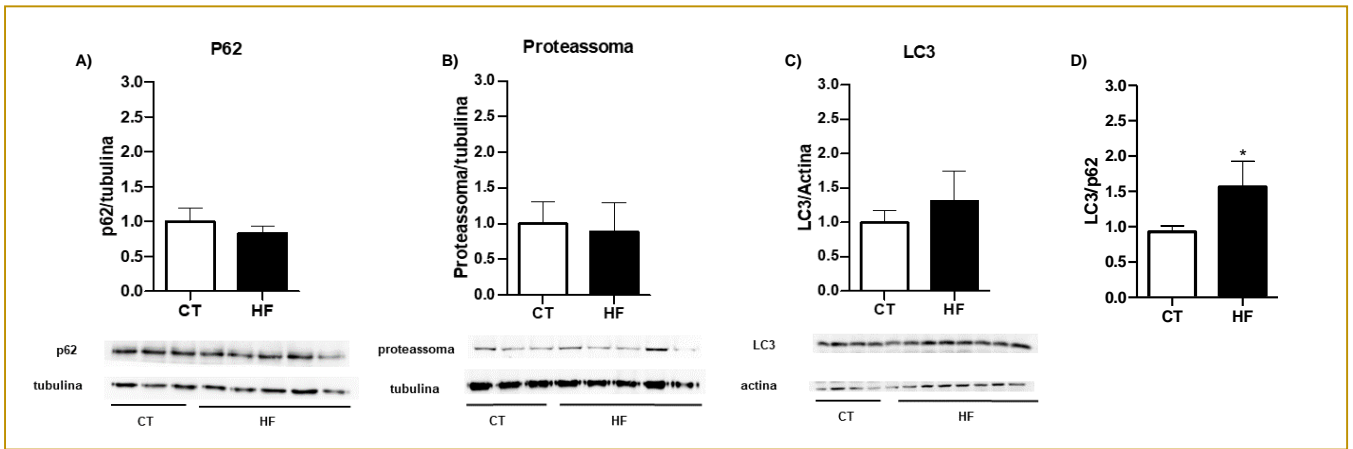 P62
A)
p62/tubulina
3.0
2.5
2.0
1.5
1.0
0.5
0.0
CT
HF
p62
tubulina
CT
HF
Proteassoma
B)
Proteassoma/tubulina
3.0
2.5
2.0
1.5
1.0
0.5
0.0
CT
HF
proteassoma
tubulina
CT
HF
LC3
C)
LC3/Actina
3.0
2.5
2.0
1.5
1.0
0.5
0.0
CT
HF
LC3
actina
CT
HF
D)
LC3/p62
3.0
2.5
2.0
1.5
1.0
0.5
0.0
*
CT
HF